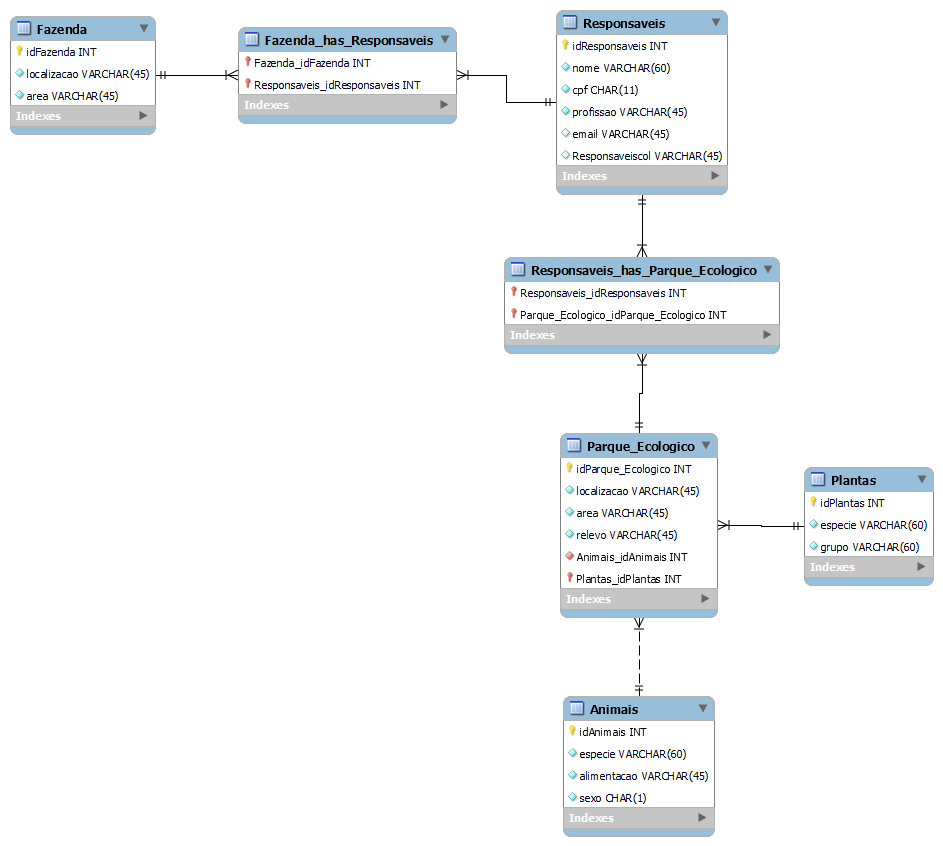 Fazenda
idFazenda INT
localizacao VARCHAR(45)
area VARCHAR(45)
Indexes
Fazenda_has_Responsaveis
Fazenda_idFazenda INT
Responsaveis_idResponsaveis INT
Indexes
Responsaveis
idResponsaveis INT
nome VARCHAR(60)
cpf CHAR(11)
profissao VARCHAR(45)
email VARCHAR(45)
Responsaveiscol VARCHAR(45)
Indexes
Responsaveis_has_Parque_Ecologico
Responsaveis_idResponsaveis INT
Parque_Ecologico_idParque_Ecologico INT
Indexes
Parque_Ecologico
idParque_Ecologico INT
localizacao VARCHAR(45)
area VARCHAR(45)
relevo VARCHAR(45)
Animais_idAnimais INT
Plantas_idPlantas INT
Indexes
Plantas
idPlantas INT
especie VARCHAR(60)
grupo VARCHAR(60)
Indexes
Animais
idAnimais INT
especie VARCHAR(60)
alimentacao VARCHAR(45)
sexo CHAR(1)
Indexes